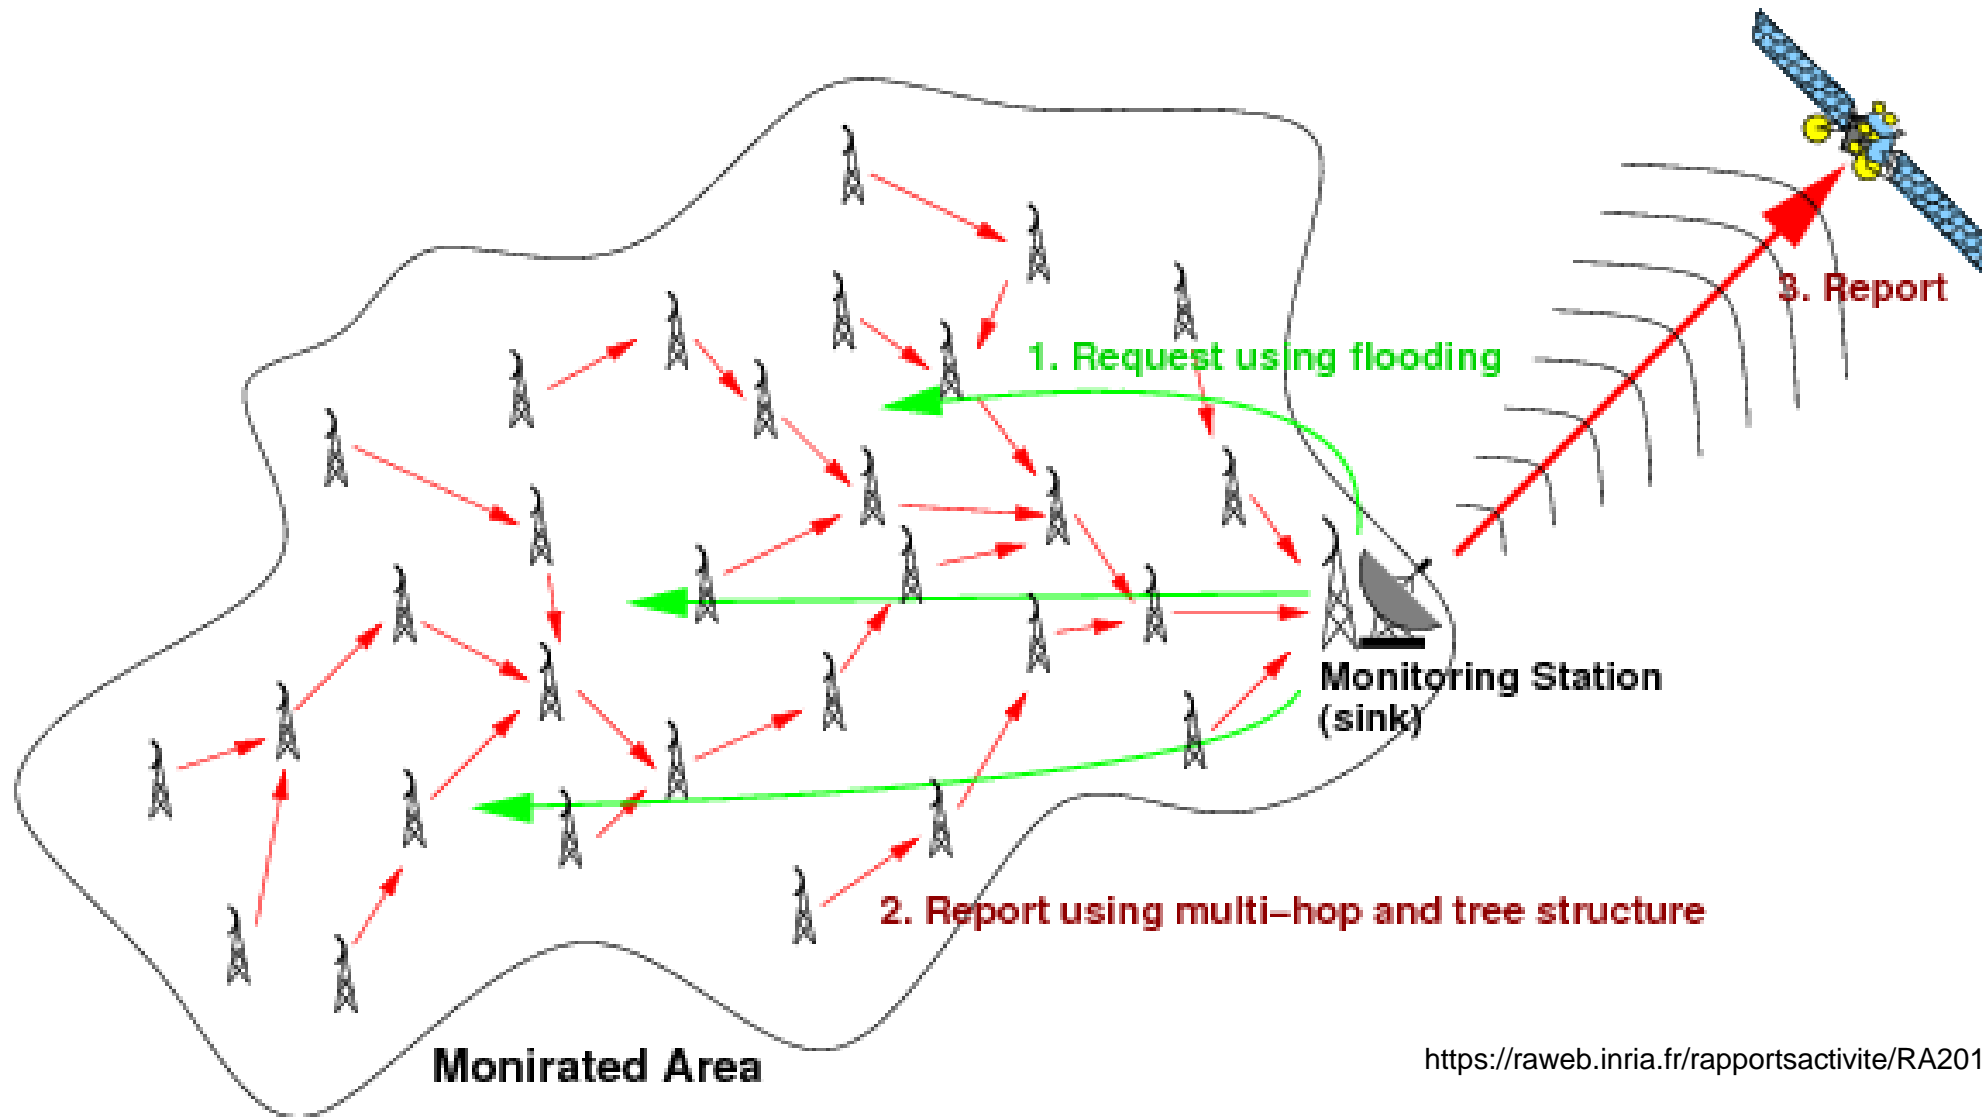 3. Report
1. Request using flooding
Monitoring Station
(sink)
2. Report using multi–hop and tree structure
Monirated Area
https://raweb.inria.fr/rapportsactivite/RA201